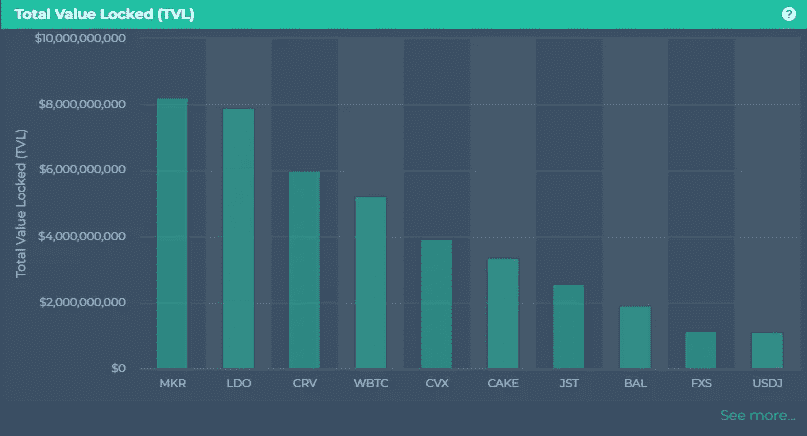 Total Value Locked (TVL)
?
$10,000,000,000
$8,000,000,000
$6,000,000,000
$4,000,000,000
$2,000,000,000
$0
Total Value Locked (TVL)
MKR LDO CRV WBTC CVX CAKE JST BAL FXS USDJ
See more...